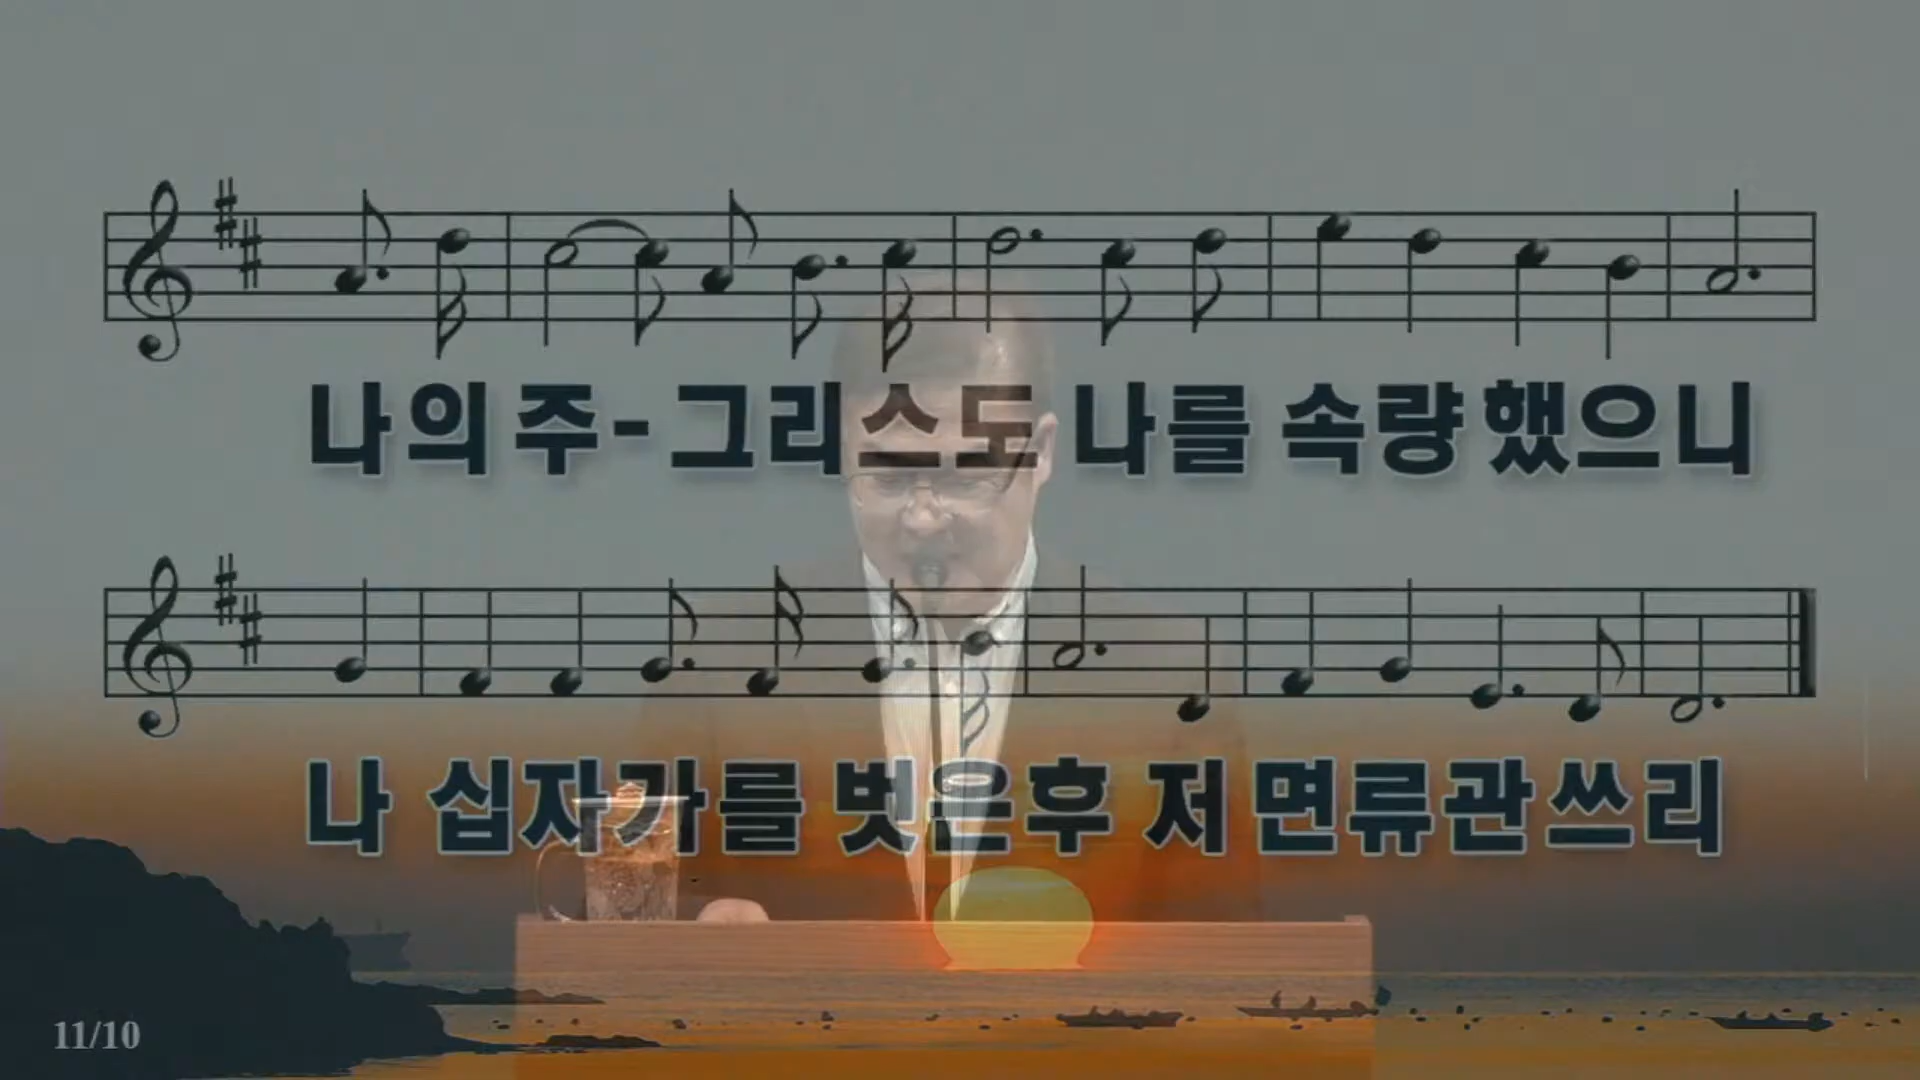 나의 주- 그리스도 나를 속량 했으니
나 십자가를 벗은후 저 면류관 쓰리
11/10